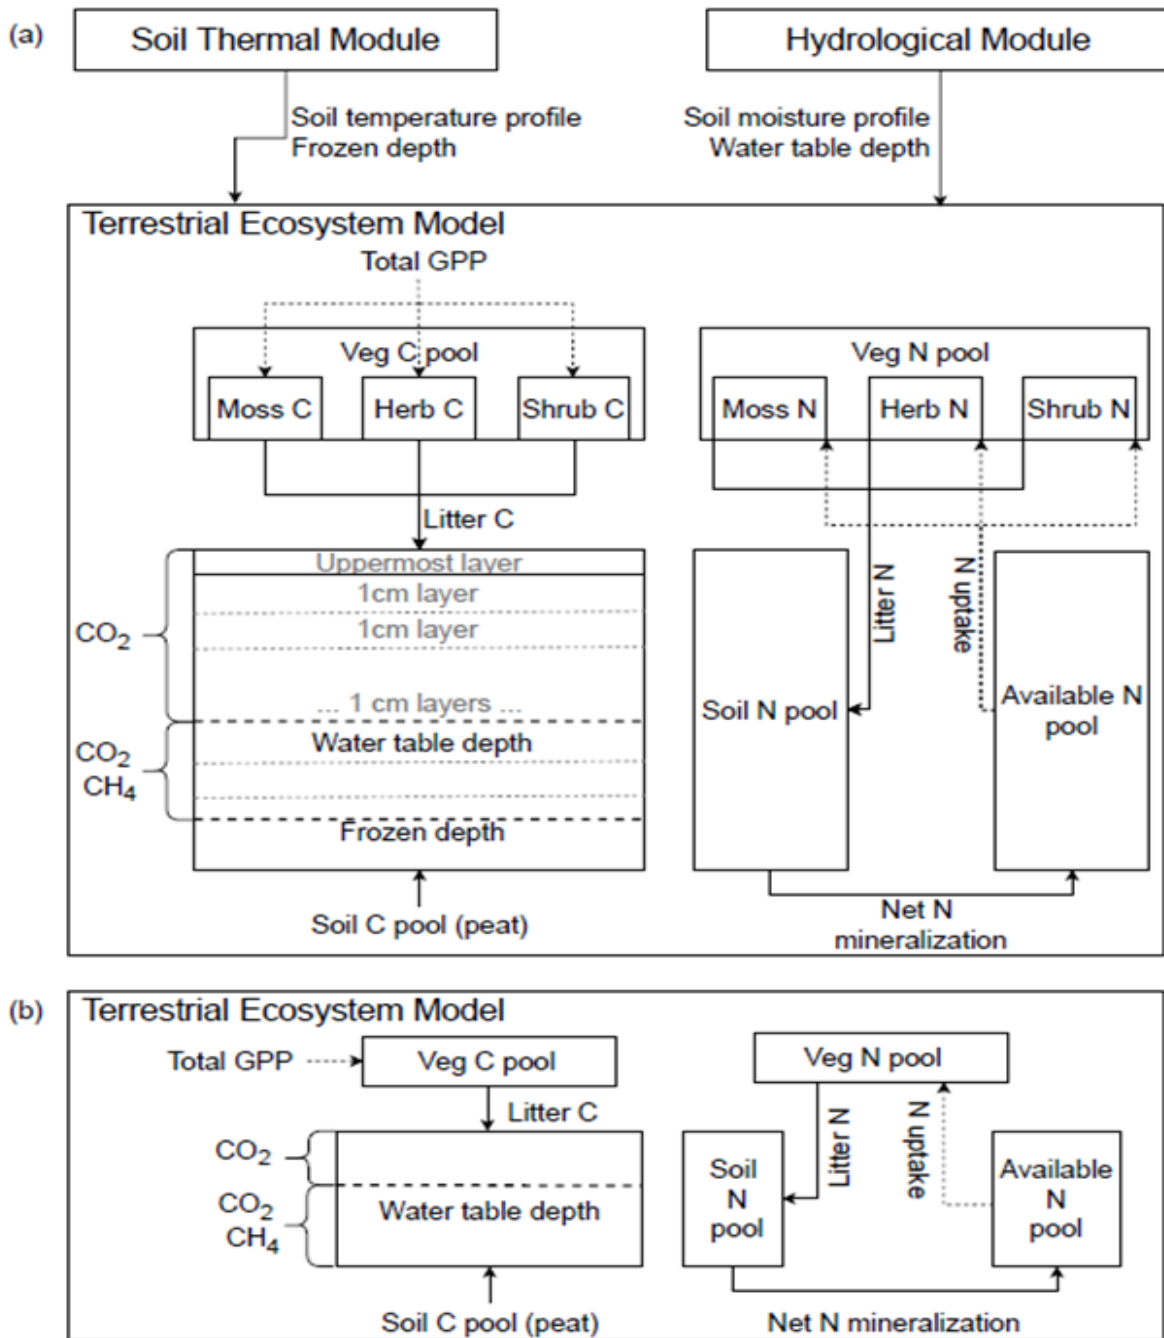 (a)
Soil Thermal Module
Hydrological Module
Soil temperature profile
Frozen depth
Soil moisture profile
Water table depth
Terrestrial Ecosystem Model
Total GPP
Veg C pool
Moss C
Herb C
Shrub C
Veg N pool
Moss N
Herb N
Shrub N
Litter C
Uppermost layer
1cm layer
1cm layer
... 1 cm layers ...
Water table depth
Frozen depth
CO2
CO2
CH4
Soil C pool (peat)
Litter N
N uptake
Soil N pool
Available N
pool
Net N
mineralization
(b)
Terrestrial Ecosystem Model
Total GPP
Veg C pool
Litter C
CO2
CO2
CH4
Water table depth
Soil C pool (peat)
Veg N pool
Litter N
N uptake
Soil
N
pool
Available
N
pool
Net N mineralization